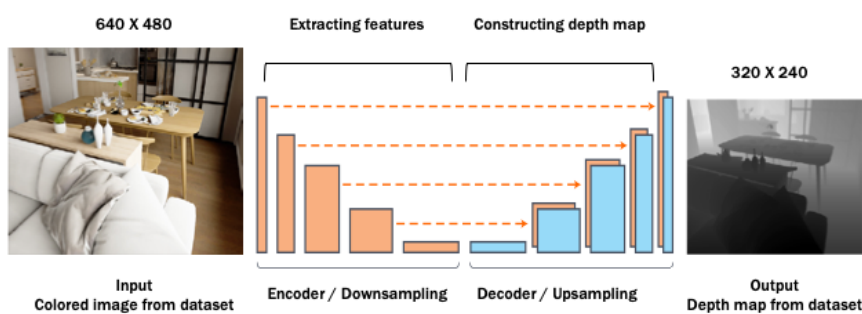 640 X 480
Extracting features
Constructing depth map
320 X 240
Input
Colored image from dataset
Encoder / Downsampling
Decoder / Upsampling
Output
Depth map from dataset